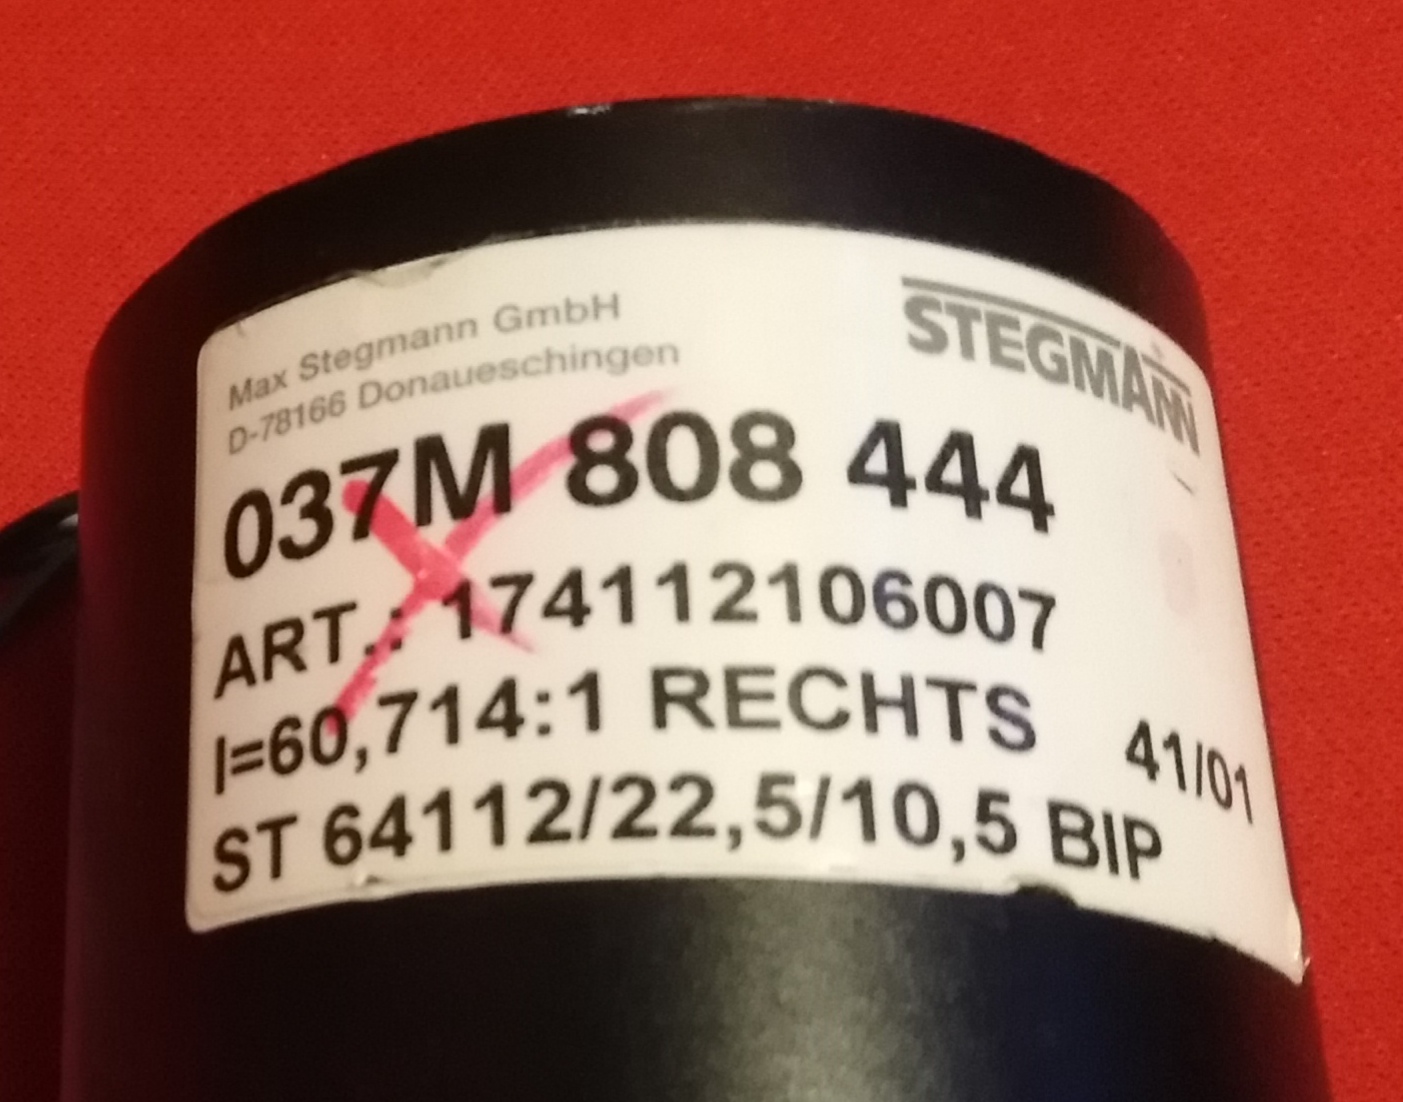 Max Stegmann GmbH
D-78166 Donaueschingen
STEGMANN
037M 808 444
ART.: 174112106007
I=60,714:1 RECHTS
41/01
ST 64112/22,5/10,5 BIP